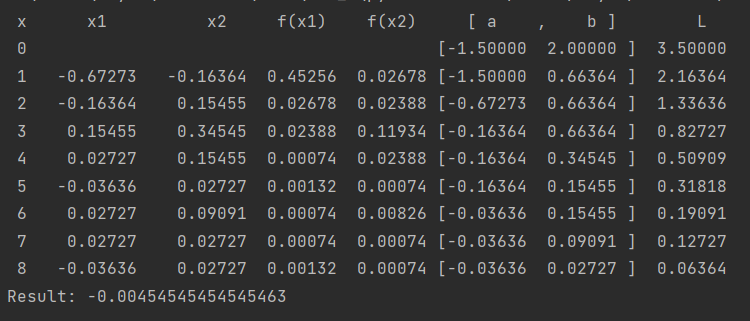 x x1 x2 f(x1) f(x2) [ a , b ] L
0 [-1.50000 2.00000 ] 3.50000
1 -0.67273 -0.16364 0.45256 0.02678 [-1.50000 0.66364 ] 2.16364
2 -0.16364 0.15455 0.02678 0.02388 [-0.67273 0.66364 ] 1.33636
3 0.15455 0.34545 0.02388 0.11934 [-0.16364 0.66364 ] 0.82727
4 0.02727 0.15455 0.00074 0.02388 [-0.16364 0.34545 ] 0.50909
5 -0.03636 0.02727 0.00132 0.00074 [-0.16364 0.15455 ] 0.31818
6 0.02727 0.09091 0.00074 0.00826 [-0.03636 0.15455 ] 0.19091
7 0.02727 0.02727 0.00074 0.00074 [-0.03636 0.09091 ] 0.12727
8 -0.03636 0.02727 0.00132 0.00074 [-0.03636 0.02727 ] 0.06364
Result: -0.00454545454545463